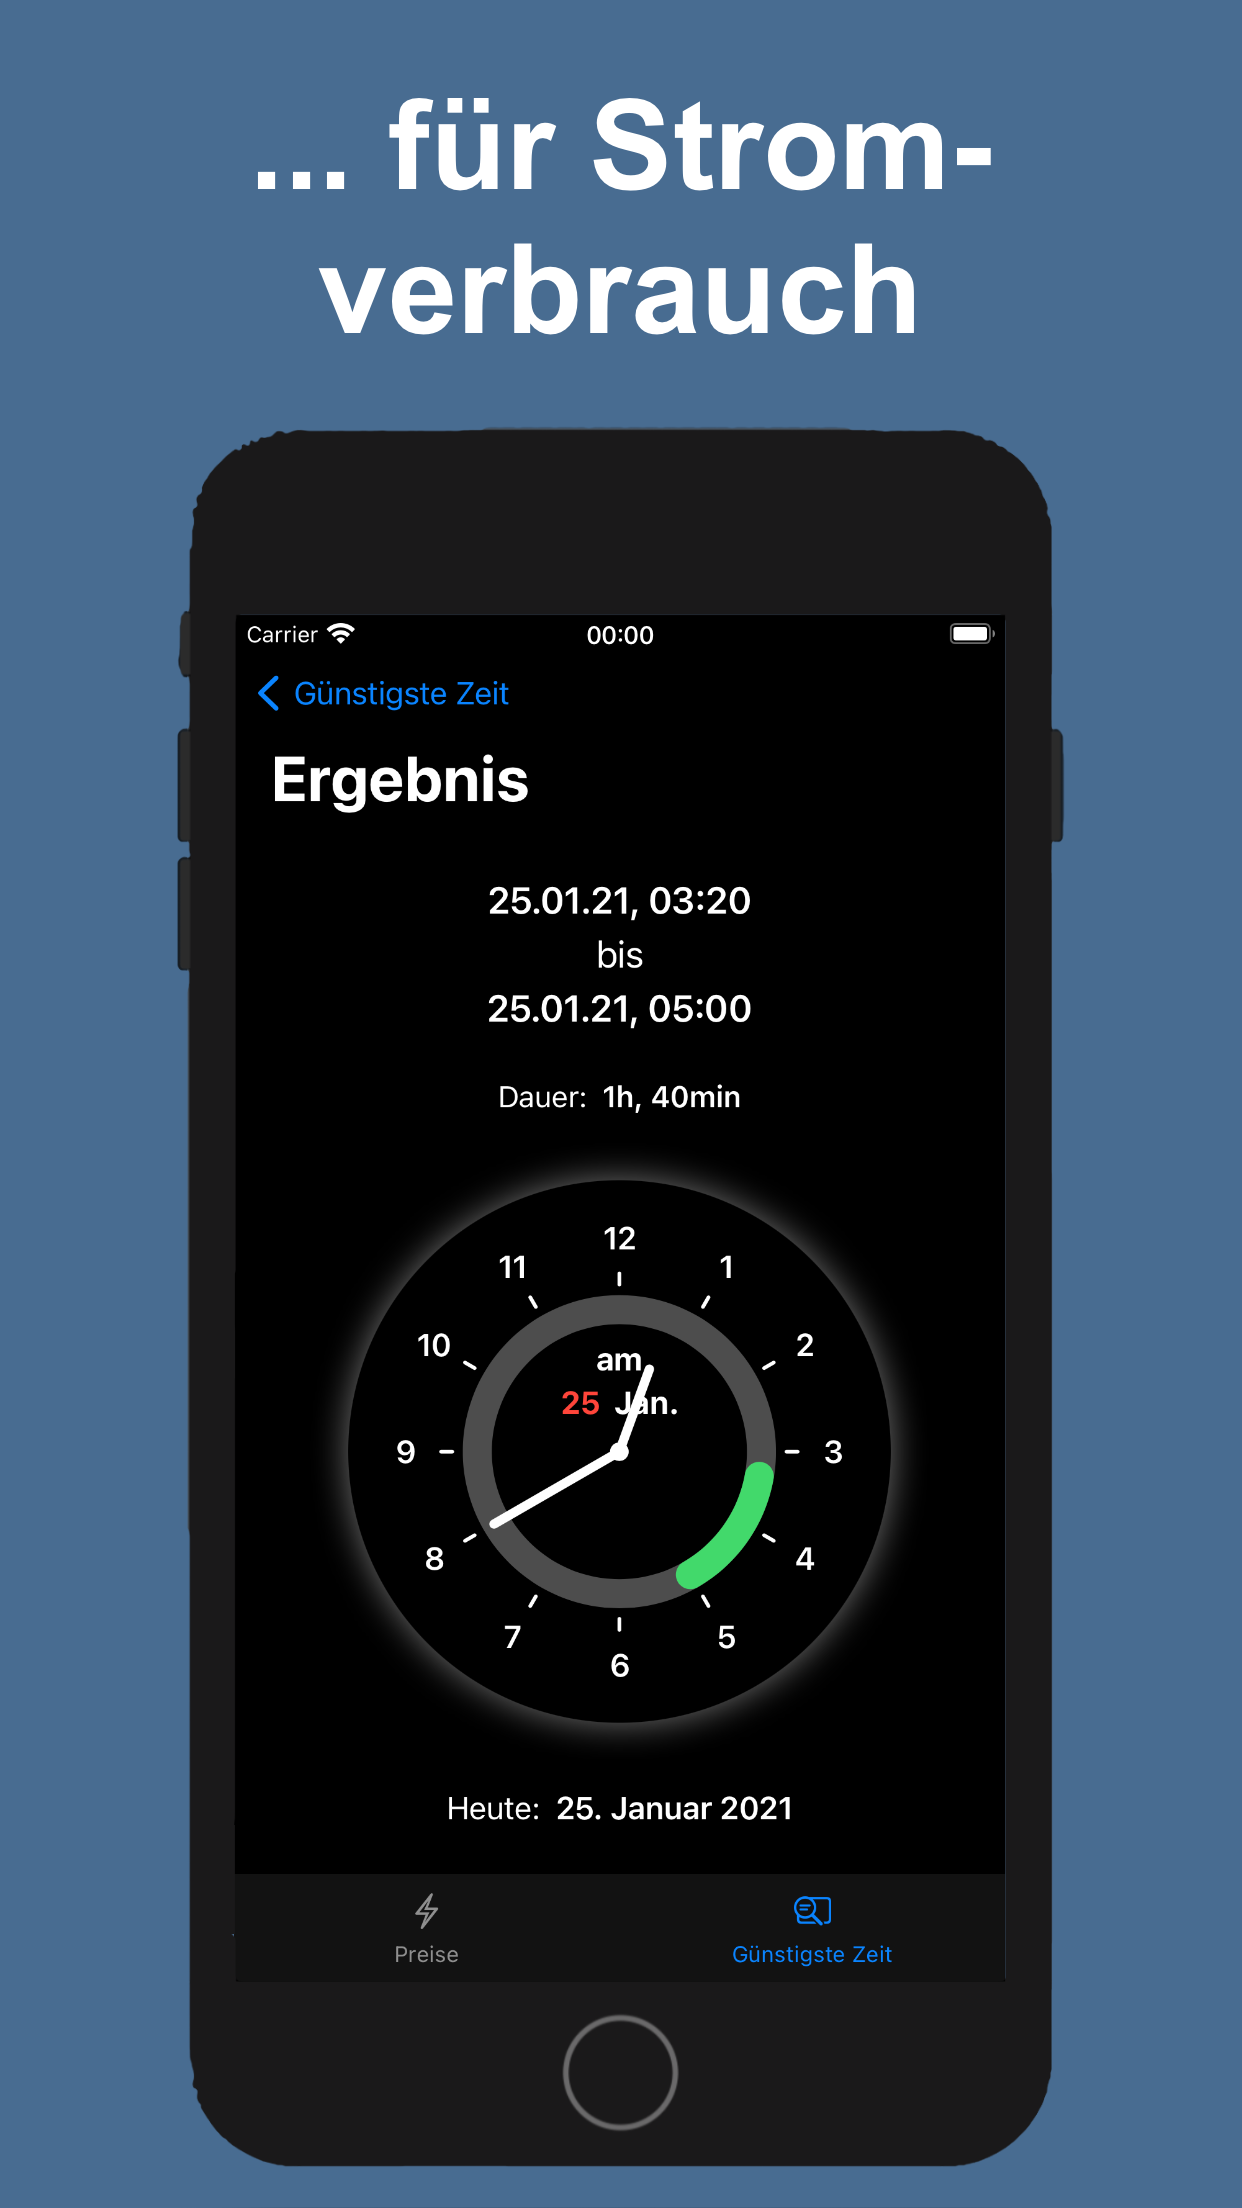 ... für Strom-
verbrauch
Carrier 00:00
Günstigste Zeit
Ergebnis
25.01.21, 03:20
bis
25.01.21, 05:00
Dauer: 1h, 40min
12
11 1
10 2
am
25 Jan.
9 3
8 4
7 5
6
Heute: 25. Januar 2021
Preise Günstigste Zeit